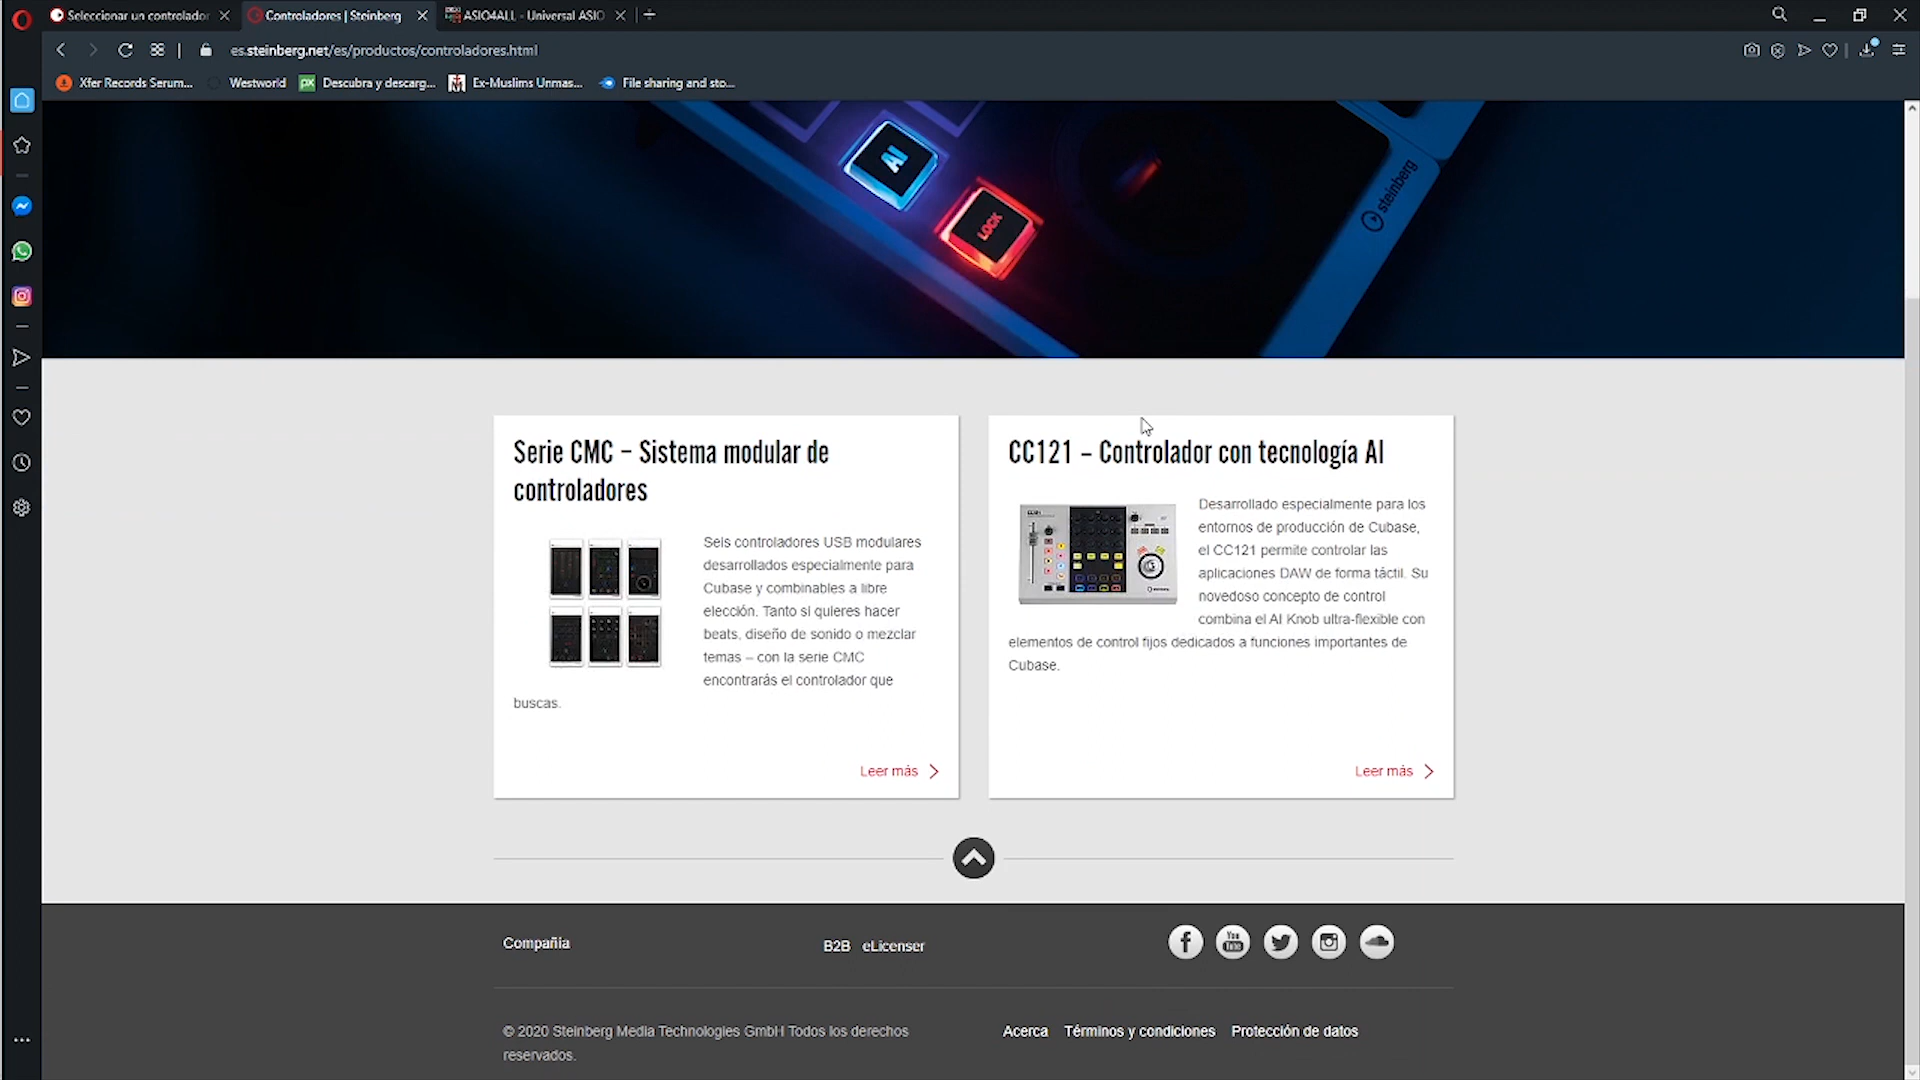 Seleccionar un controlador
Controladores | Steinberg
ASIO4ALL - Universal ASIO
es.steinberg.net/es/productos/controladores.html
Xfer Records Serum...
Westworld
px
Descubra y descarg...
Ex-Muslims Unmas...
File sharing and sto...
AI
LOCK
steinberg
Serie CMC – Sistema modular de
controladores
Seis controladores USB modulares
desarrollados especialmente para
Cubase y combinables a libre
elección. Tanto si quieres hacer
beats, diseño de sonido o mezclar
temas – con la serie CMC
encontrarás el controlador que
buscas.
Leer más
CC121 – Controlador con tecnología AI
Desarrollado especialmente para los
entornos de producción de Cubase,
el CC121 permite controlar las
aplicaciones DAW de forma táctil. Su
novedoso concepto de control
combina el AI Knob ultra-flexible con
elementos de control fijos dedicados a funciones importantes de
Cubase.
Leer más
Compañia
B2B eLicenser
You
Tube
© 2020 Steinberg Media Technologies GmbH Todos los derechos
reservados.
Acerca Términos y condiciones Protección de datos